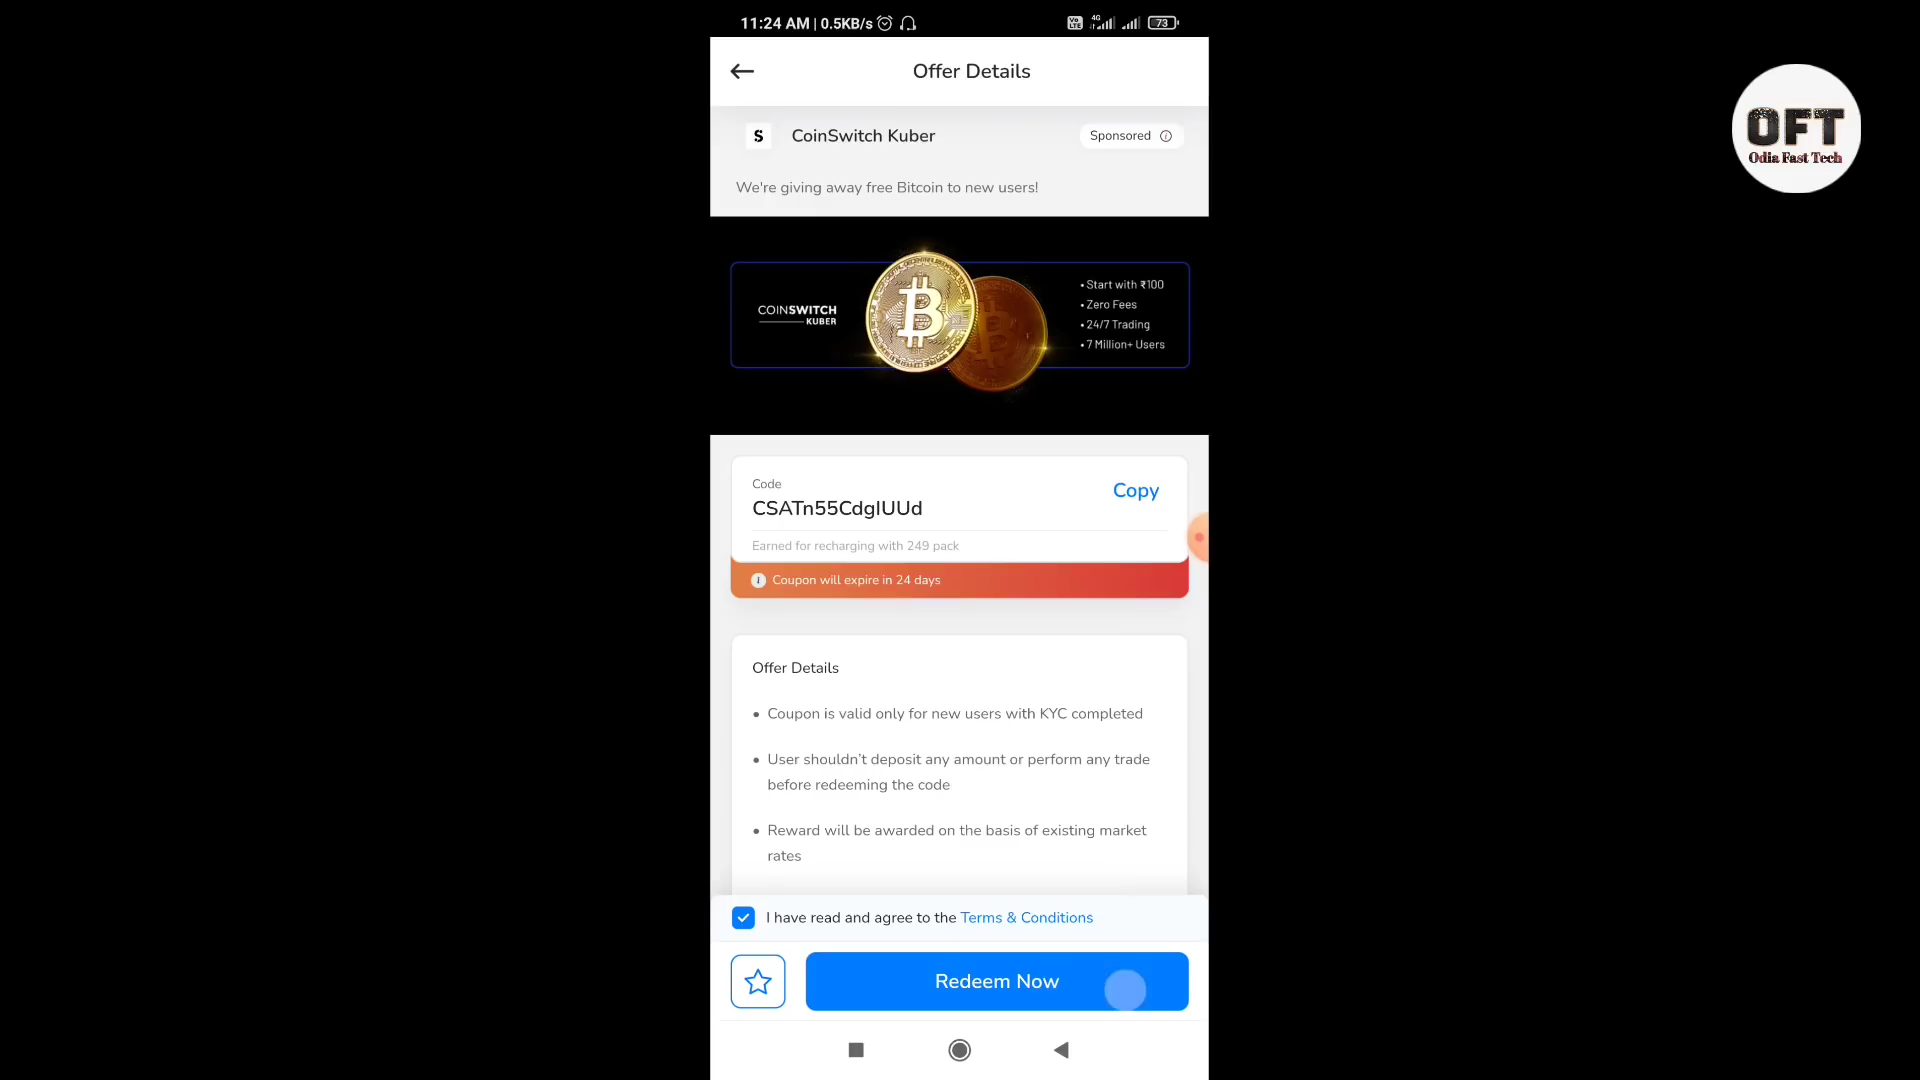 11:24 AM | 0.5KB/s
Vo LTE 4G 73
Offer Details
S CoinSwitch Kuber
Sponsored
We're giving away free Bitcoin to new users!
COINSWITCH
KUBER
• Start with ₹100
• Zero Fees
• 24/7 Trading
• 7 Million+ Users
Code
CSATn55CdgIUUd
Copy
Earned for recharging with 249 pack
Coupon will expire in 24 days
Offer Details
• Coupon is valid only for new users with KYC completed
• User shouldn't deposit any amount or perform any trade
before redeeming the code
• Reward will be awarded on the basis of existing market
rates
I have read and agree to the Terms & Conditions
Redeem Now
OFT
Odia Fast Tech